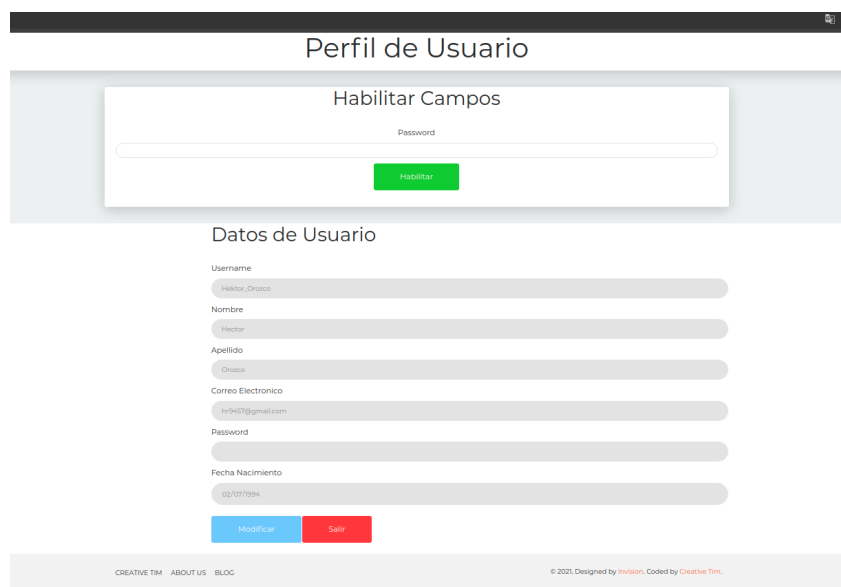 Perfil de Usuario
Habilitar Campos
Password
Habilitar
Datos de Usuario
Username
Hektor_Orozco
Nombre
Hector
Apellido
Orozco
Correo Electronico
hr9457@gmail.com
Password
Fecha Nacimiento
02/07/1994
Modificar Salir
CREATIVE TIM ABOUT US BLOG © 2021, Designed by Invision. Coded by Creative Tim.